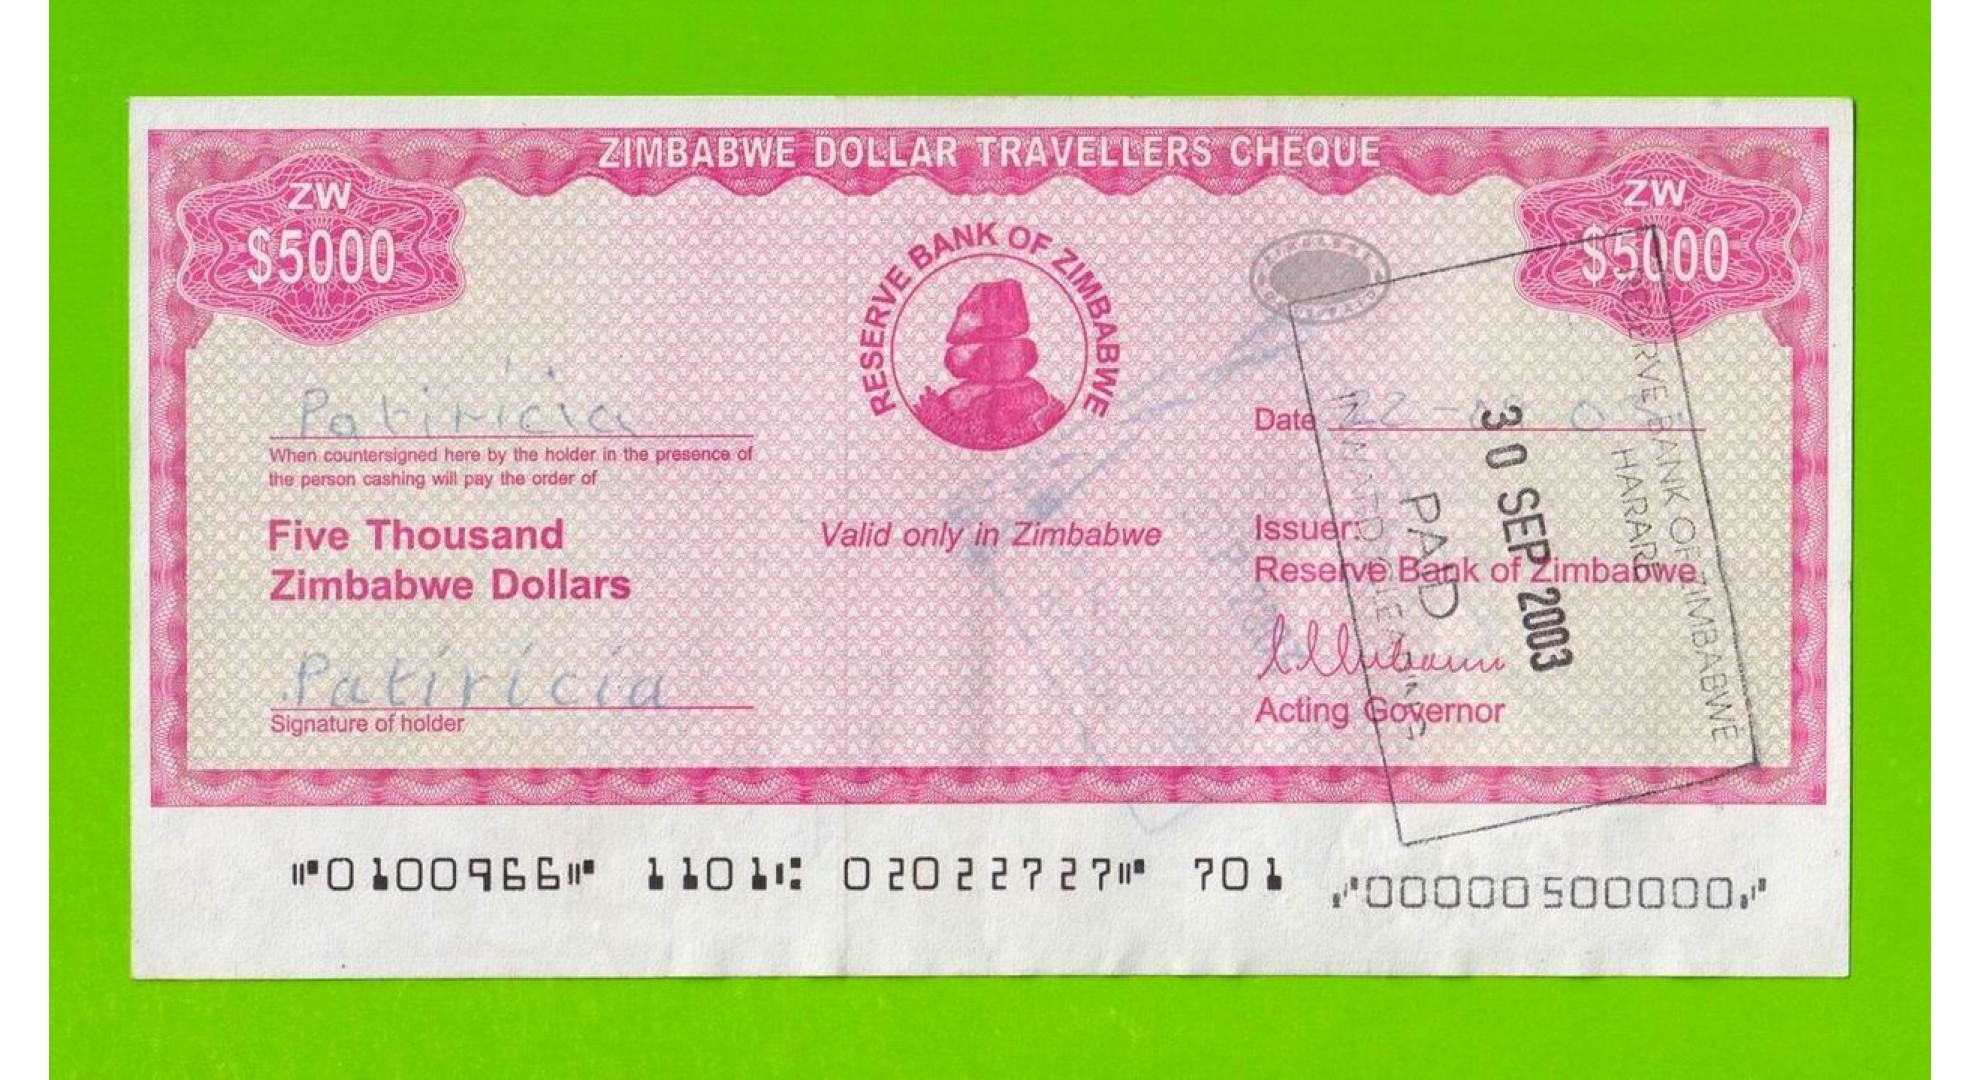 ZIMBABWE DOLLAR TRAVELLERS CHEQUE
ZW
$5000
ZW
$5000
RESERVE BANK OF ZIMBABWE
Patiricia
When countersigned here by the holder in the presence of
the person cashing will pay the order of
Date 22 -
Five Thousand
Zimbabwe Dollars
Valid only in Zimbabwe
Issuer:
Reserve Bank of Zimbabwe
Patiricia
Signature of holder
Acting Governor
RESERVE BANK OF ZIMBABWE
HARARE
30 SEP 2003
PAID
INWARD CLEARINGS
⑈0100966⑈ 1101⑆ 02022727⑈ 701 ⑇00000500000⑇